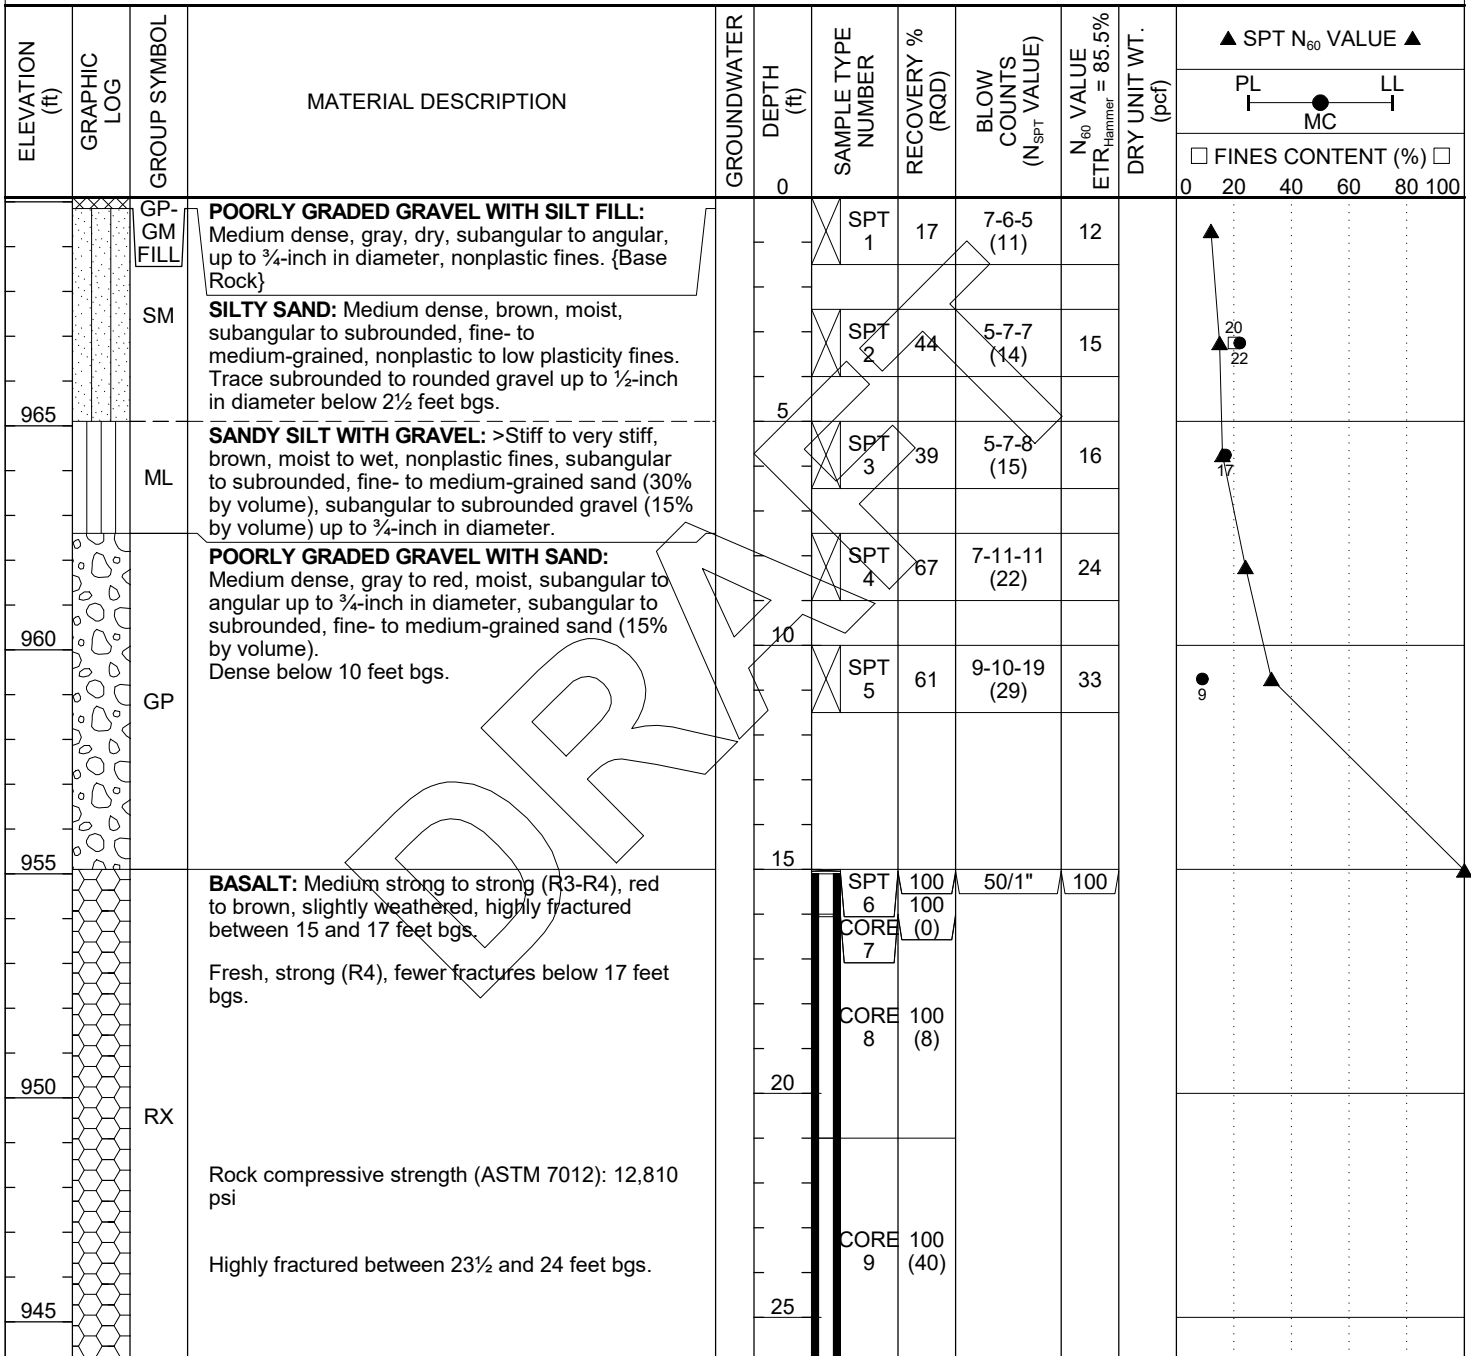 ELEVATION
(ft)
GRAPHIC
LOG
GROUP SYMBOL
MATERIAL DESCRIPTION
GROUNDWATER
DEPTH
(ft)
0
SAMPLE TYPE
NUMBER
RECOVERY %
(RQD)
BLOW
COUNTS
(N_SPT VALUE)
N60 VALUE
ETR_Hammer = 85.5%
DRY UNIT WT.
(pcf)
▲ SPT N60 VALUE ▲
PL LL
MC
□ FINES CONTENT (%) □
0 20 40 60 80 100
GP-
GM
FILL
POORLY GRADED GRAVEL WITH SILT FILL:
Medium dense, gray, dry, subangular to angular,
up to ¾-inch in diameter, nonplastic fines. {Base
Rock}
SPT
1
17
7-6-5
(11)
12
SM
SILTY SAND: Medium dense, brown, moist,
subangular to subrounded, fine- to
medium-grained, nonplastic to low plasticity fines.
Trace subrounded to rounded gravel up to ½-inch
in diameter below 2½ feet bgs.
SPT
2
44
5-7-7
(14)
15
20
22
965
5
ML
SANDY SILT WITH GRAVEL: >Stiff to very stiff,
brown, moist to wet, nonplastic fines, subangular
to subrounded, fine- to medium-grained sand (30%
by volume), subangular to subrounded gravel (15%
by volume) up to ¾-inch in diameter.
SPT
3
39
5-7-8
(15)
16
17
POORLY GRADED GRAVEL WITH SAND:
Medium dense, gray to red, moist, subangular to
angular up to ¾-inch in diameter, subangular to
subrounded, fine- to medium-grained sand (15%
by volume).
Dense below 10 feet bgs.
SPT
4
67
7-11-11
(22)
24
960
10
GP
SPT
5
61
9-10-19
(29)
33
9
955
15
BASALT: Medium strong to strong (R3-R4), red
to brown, slightly weathered, highly fractured
between 15 and 17 feet bgs.
SPT
6
100
50/1"
100
CORE
7
100
(0)
Fresh, strong (R4), fewer fractures below 17 feet
bgs.
CORE
8
100
(8)
950
20
RX
Rock compressive strength (ASTM 7012): 12,810
psi
Highly fractured between 23½ and 24 feet bgs.
CORE
9
100
(40)
945
25
DRAFT